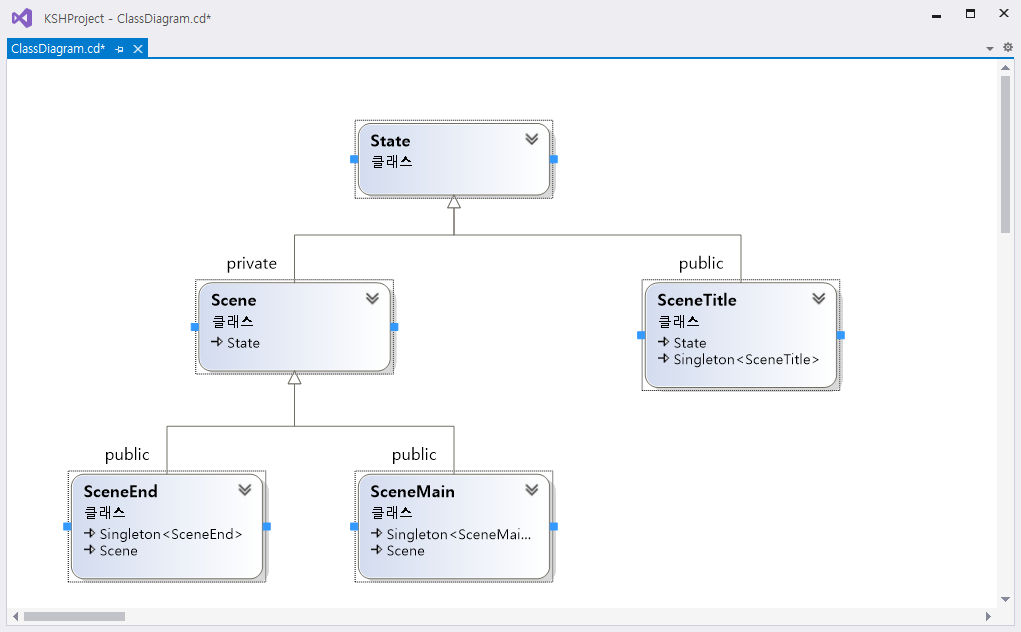 KSHProject - ClassDiagram.cd*
ClassDiagram.cd*
State
클래스
private
public
Scene
클래스
State
SceneTitle
클래스
State
Singleton<SceneTitle>
public
public
SceneEnd
클래스
Singleton<SceneEnd>
Scene
SceneMain
클래스
Singleton<SceneMai...
Scene